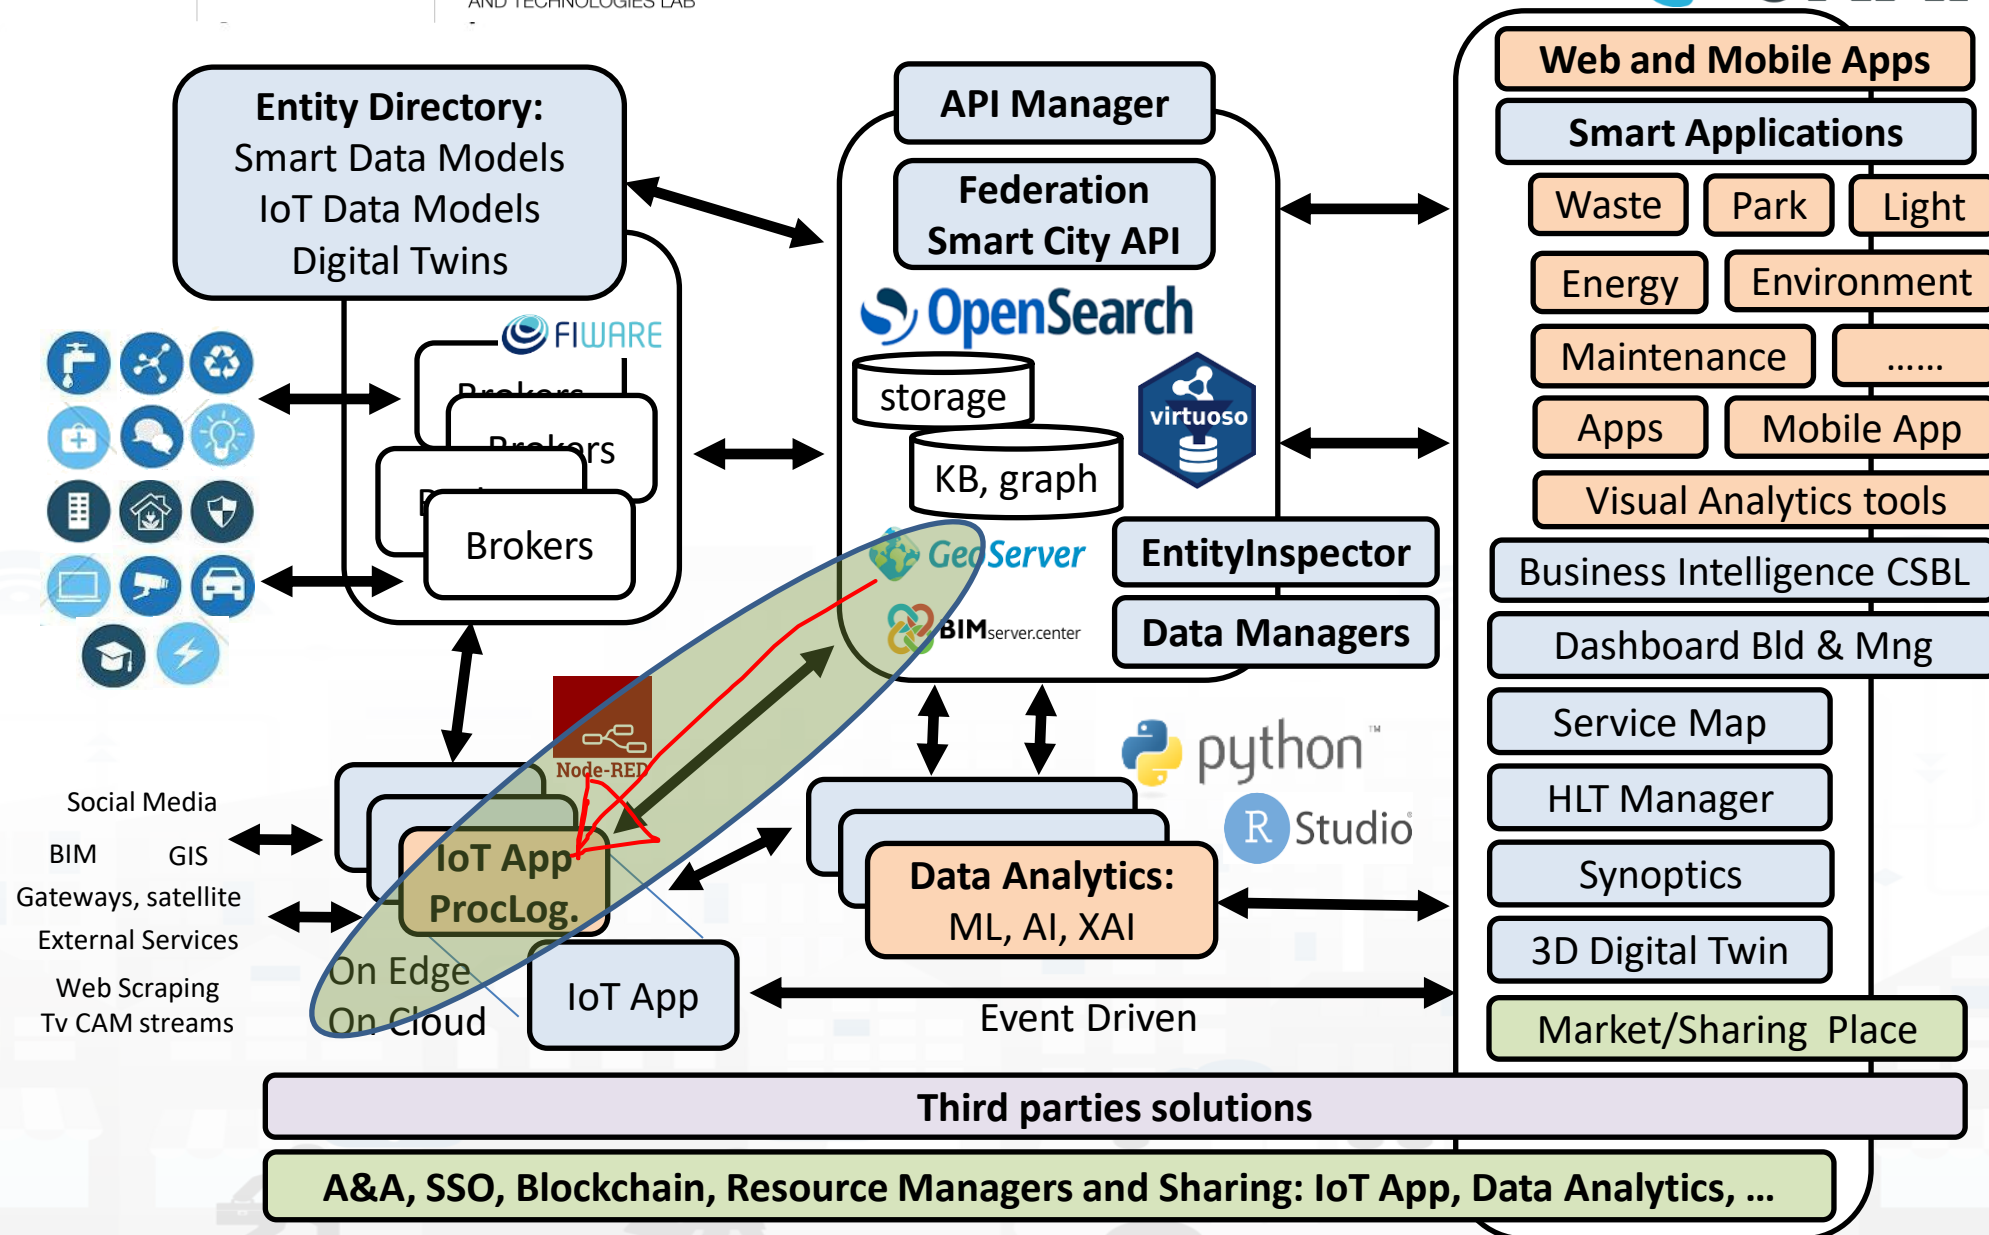 AND TECHNOLOGIES LAB
Entity Directory:
Smart Data Models
IoT Data Models
Digital Twins
FIWARE
Brokers
Brokers
Brokers
API Manager
Federation
Smart City API
OpenSearch
storage
virtuoso
KB, graph
GeoServer
EntityInspector
BIMserver.center
Data Managers
Node-RED
Social Media
BIM GIS
Gateways, satellite
External Services
Web Scraping
Tv CAM streams
IoT App
ProcLog.
On Edge
On Cloud
IoT App
python™
R Studio
Data Analytics:
ML, AI, XAI
Event Driven
Web and Mobile Apps
Smart Applications
Waste Park Light
Energy Environment
Maintenance ......
Apps Mobile App
Visual Analytics tools
Business Intelligence CSBL
Dashboard Bld & Mng
Service Map
HLT Manager
Synoptics
3D Digital Twin
Market/Sharing Place
Third parties solutions
A&A, SSO, Blockchain, Resource Managers and Sharing: IoT App, Data Analytics, ...